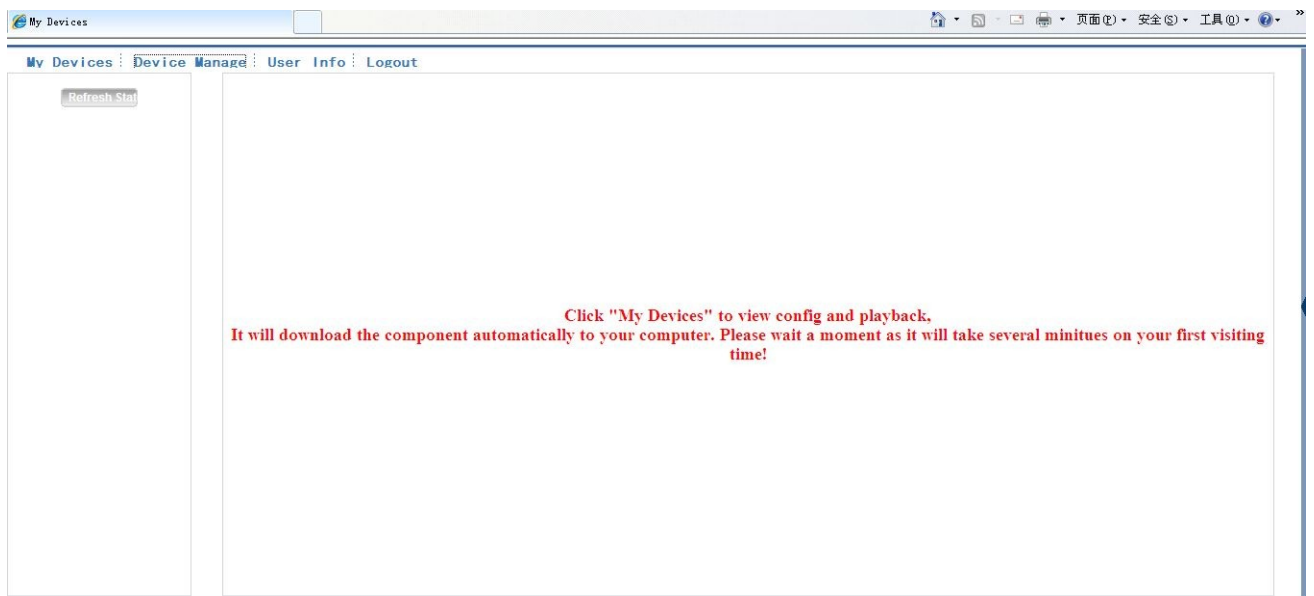 My Devices
页面(P) 安全(S) 工具(O) »
My Devices Device Manage User Info Logout
Refresh Stat
Click "My Devices" to view config and playback,
It will download the component automatically to your computer. Please wait a moment as it will take several minitues on your first visiting
time!